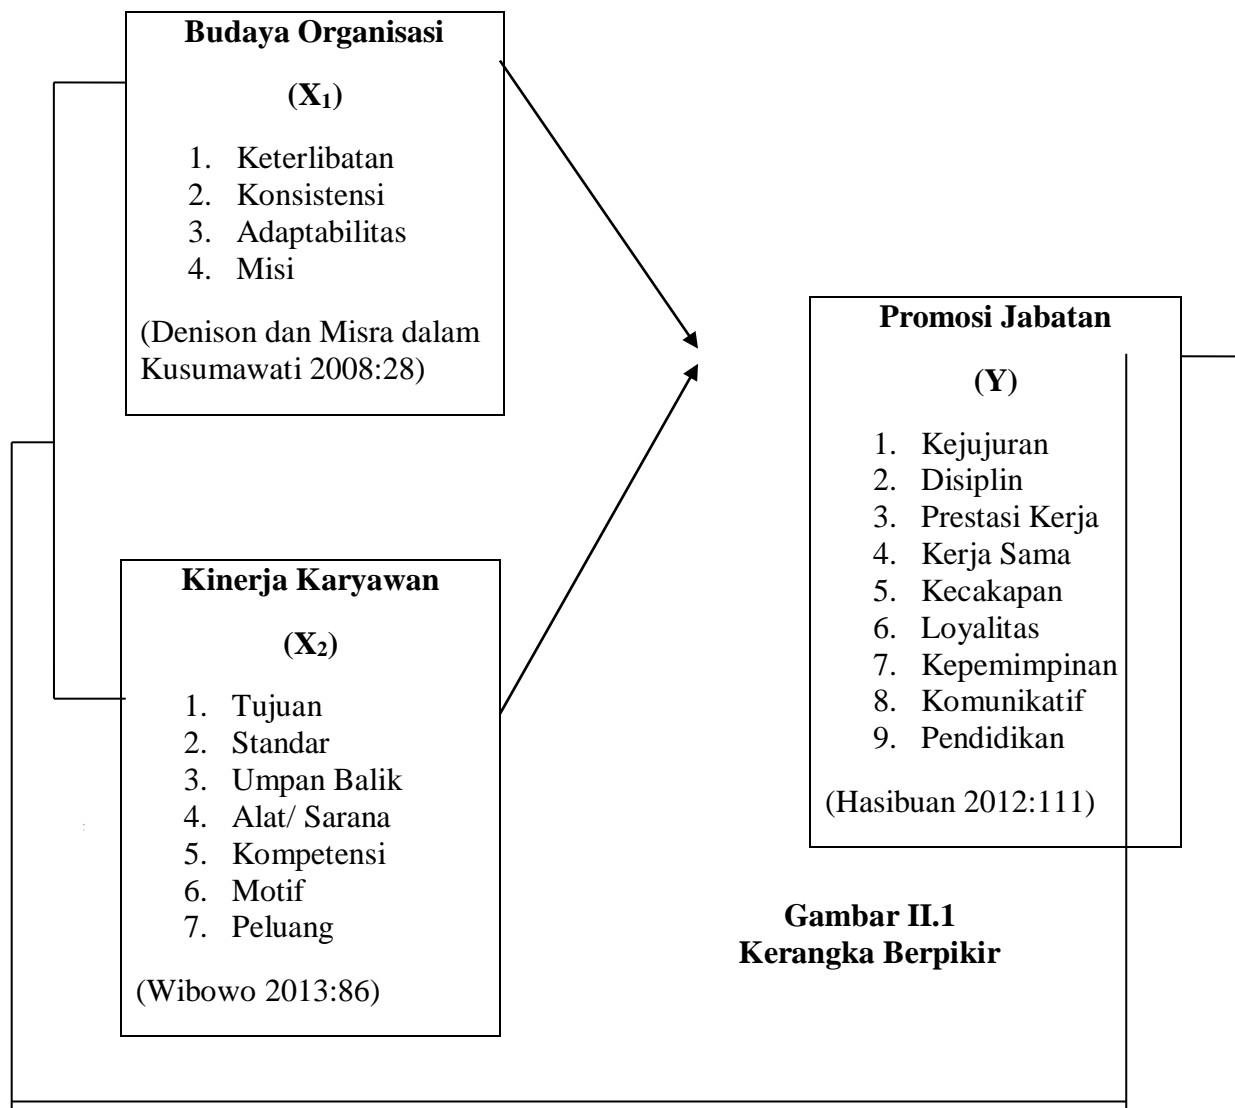 Budaya Organisasi
(X₁)
1. Keterlibatan
2. Konsistensi
3. Adaptabilitas
4. Misi
(Denison dan Misra dalam
Kusumawati 2008:28)
Kinerja Karyawan
(X₂)
1. Tujuan
2. Standar
3. Umpan Balik
4. Alat/ Sarana
5. Kompetensi
6. Motif
7. Peluang
(Wibowo 2013:86)
Promosi Jabatan
(Y)
1. Kejujuran
2. Disiplin
3. Prestasi Kerja
4. Kerja Sama
5. Kecakapan
6. Loyalitas
7. Kepemimpinan
8. Komunikatif
9. Pendidikan
(Hasibuan 2012:111)
Gambar II.1
Kerangka Berpikir